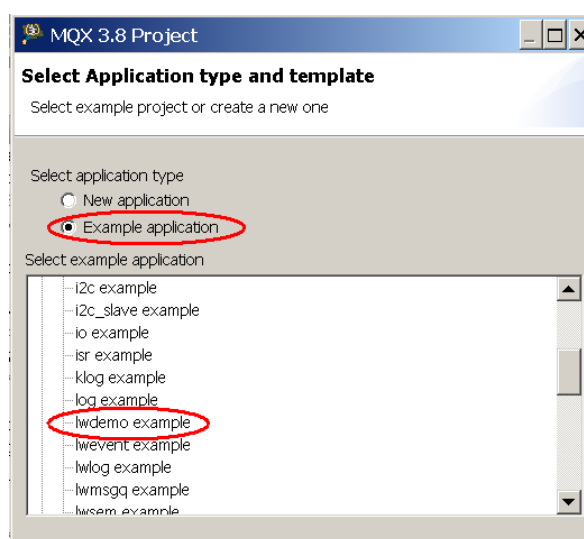 MQX 3.8 Project
Select Application type and template
Select example project or create a new one
Select application type
New application
Example application
Select example application
i2c example
i2c_slave example
io example
isr example
klog example
log example
lwdemo example
lwevent example
lwlog example
lwmsgq example
lwsem example